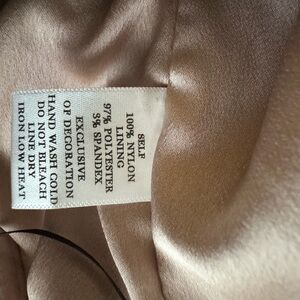 SELF
100% NYLON
LINING
97% POLYESTER
3% SPANDEX
EXCLUSIVE
OF DECORATION
HAND WASH COLD
DO NOT BLEACH
LINE DRY
IRON LOW HEAT